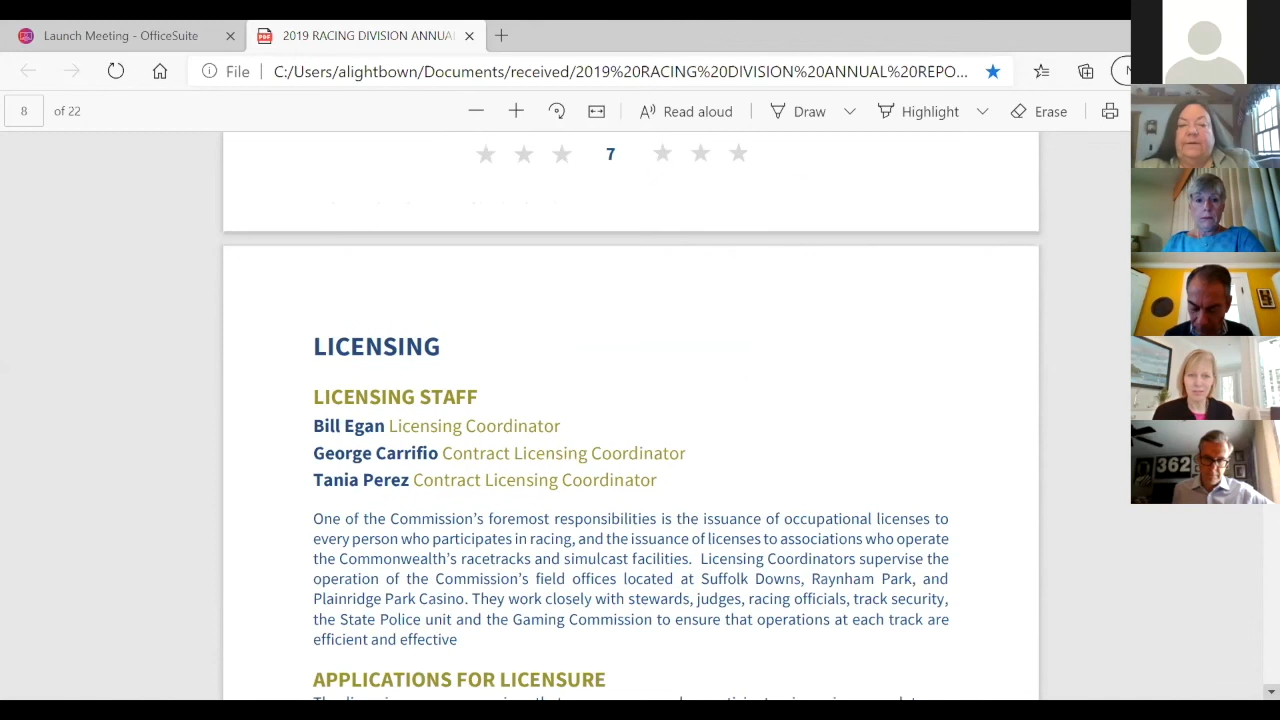 Launch Meeting - OfficeSuite
2019 RACING DIVISION ANNUA
File
C:/Users/alightbown/Documents/received/2019%20RACING%20DIVISION%20ANNUAL%20REPO...
8 of 22
Read aloud
Draw
Highlight
Erase
7
LICENSING
LICENSING STAFF
Bill Egan Licensing Coordinator
George Carrifio Contract Licensing Coordinator
Tania Perez Contract Licensing Coordinator
One of the Commission's foremost responsibilities is the issuance of occupational licenses to
every person who participates in racing, and the issuance of licenses to associations who operate
the Commonwealth's racetracks and simulcast facilities. Licensing Coordinators supervise the
operation of the Commission's field offices located at Suffolk Downs, Raynham Park, and
Plainridge Park Casino. They work closely with stewards, judges, racing officials, track security,
the State Police unit and the Gaming Commission to ensure that operations at each track are
efficient and effective
APPLICATIONS FOR LICENSURE
362